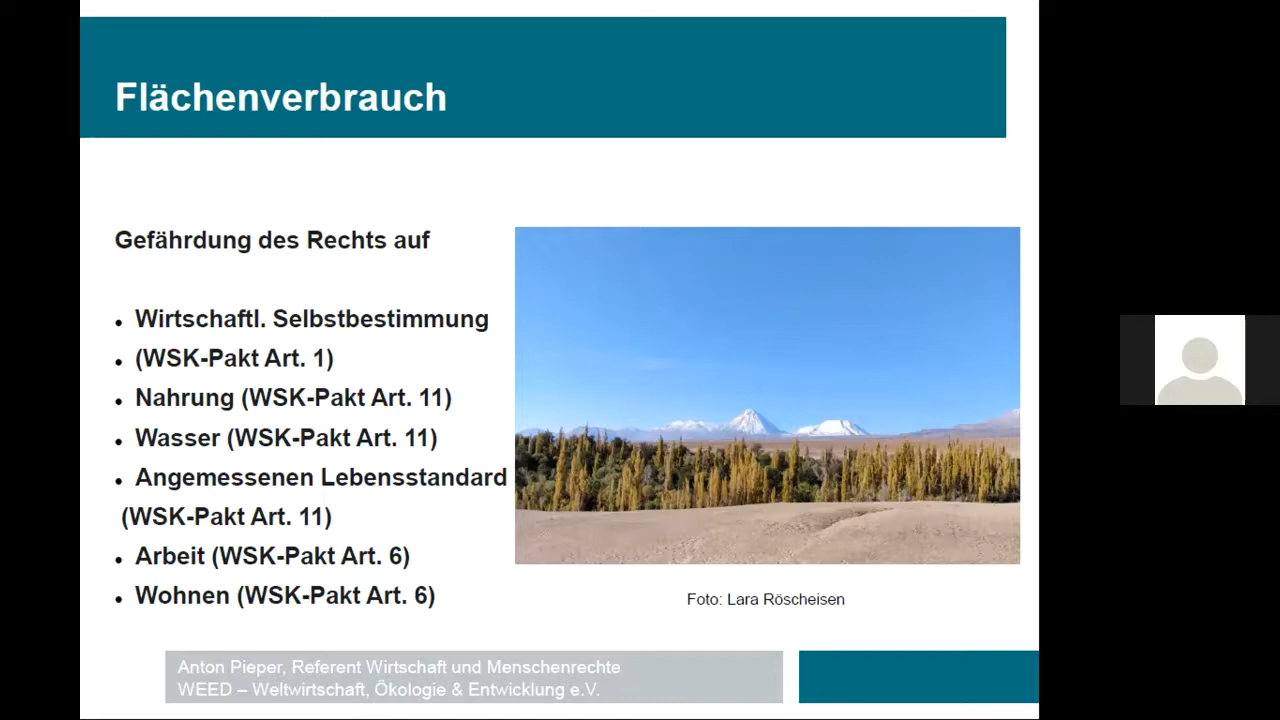 Flächenverbrauch
Gefährdung des Rechts auf
• Wirtschaftl. Selbstbestimmung
• (WSK-Pakt Art. 1)
• Nahrung (WSK-Pakt Art. 11)
• Wasser (WSK-Pakt Art. 11)
• Angemessenen Lebensstandard
(WSK-Pakt Art. 11)
• Arbeit (WSK-Pakt Art. 6)
• Wohnen (WSK-Pakt Art. 6)
Foto: Lara Röscheisen
Anton Pieper, Referent Wirtschaft und Menschenrechte
WEED – Weltwirtschaft, Ökologie & Entwicklung e.V.